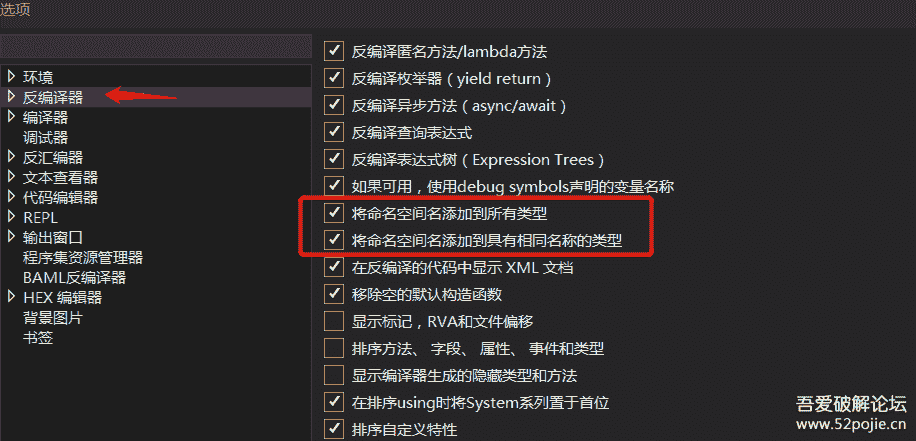 选项
环境
反编译器
编译器
调试器
反汇编器
文本查看器
代码编辑器
REPL
输出窗口
程序集资源管理器
BAML反编译器
HEX 编辑器
背景图片
书签
反编译匿名方法/lambda方法
反编译枚举器（yield return）
反编译异步方法（async/await）
反编译查询表达式
反编译表达式树（Expression Trees）
如果可用，使用debug symbols声明的变量名称
将命名空间名添加到所有类型
将命名空间名添加到具有相同名称的类型
在反编译的代码中显示 XML 文档
移除空的默认构造函数
显示标记，RVA和文件偏移
排序方法、 字段、 属性、 事件和类型
显示编译器生成的隐藏类型和方法
在排序using时将System系列置于首位
排序自定义特性
吾爱破解论坛
www.52pojie.cn